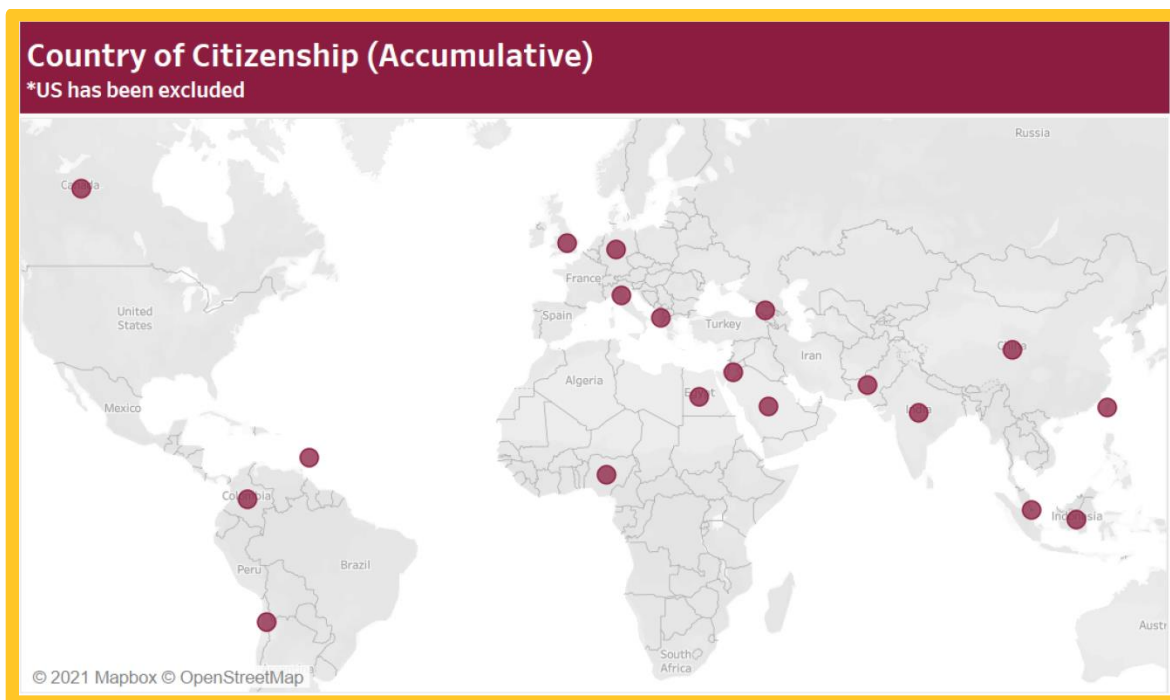 Country of Citizenship (Accumulative)
*US has been excluded
Russia
Canada
United
States
Mexico
France
Spain
Turkey
Iran
China
Algeria
Egypt
India
Colombia
Indonesia
Peru
Brazil
South
Africa
Austr
© 2021 Mapbox © OpenStreetMap